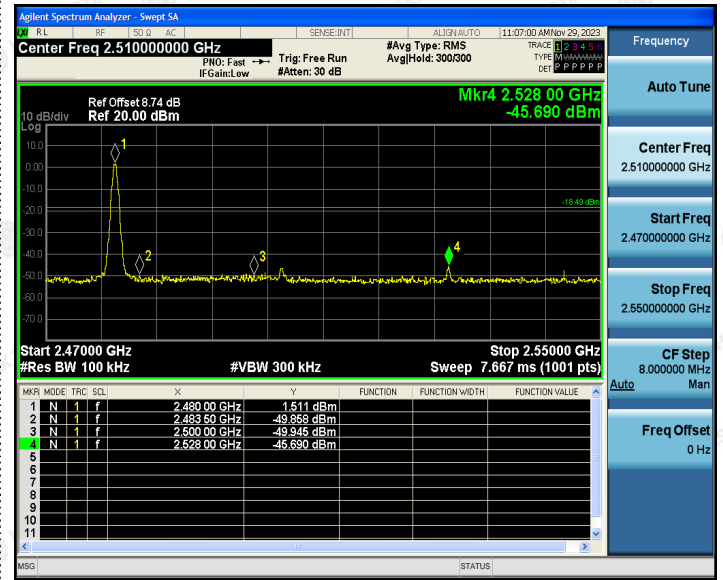 Agilent Spectrum Analyzer - Swept SA
LXI RL RF 50 Ω AC SENSE:INT ALIGN AUTO 11:07:00 AM Nov 29, 2023
Center Freq 2.510000000 GHz
PNO: Fast
IFGain:Low
Trig: Free Run
#Atten: 30 dB
#Avg Type: RMS
Avg|Hold: 300/300
TRACE 1 2 3 4 5 6
TYPE M WWWWW
DET P P P P P P
Mkr4 2.528 00 GHz
-45.690 dBm
Ref Offset 8.74 dB
10 dB/div Ref 20.00 dBm
Log
10.0
0.00
-10.0
-20.0
-30.0
-40.0
-50.0
-60.0
-70.0
1
2
3
4
-18.49 dBm
Start 2.47000 GHz Stop 2.55000 GHz
#Res BW 100 kHz #VBW 300 kHz Sweep 7.667 ms (1001 pts)
MKR MODE TRC SCL X Y FUNCTION FUNCTION WIDTH FUNCTION VALUE
1 N 1 f 2.480 00 GHz 1.511 dBm
2 N 1 f 2.483 50 GHz -49.858 dBm
3 N 1 f 2.500 00 GHz -49.945 dBm
4 N 1 f 2.528 00 GHz -45.690 dBm
5
6
7
8
9
10
11
MSG STATUS
Frequency
Auto Tune
Center Freq
2.510000000 GHz
Start Freq
2.470000000 GHz
Stop Freq
2.550000000 GHz
CF Step
8.000000 MHz
Auto Man
Freq Offset
0 Hz